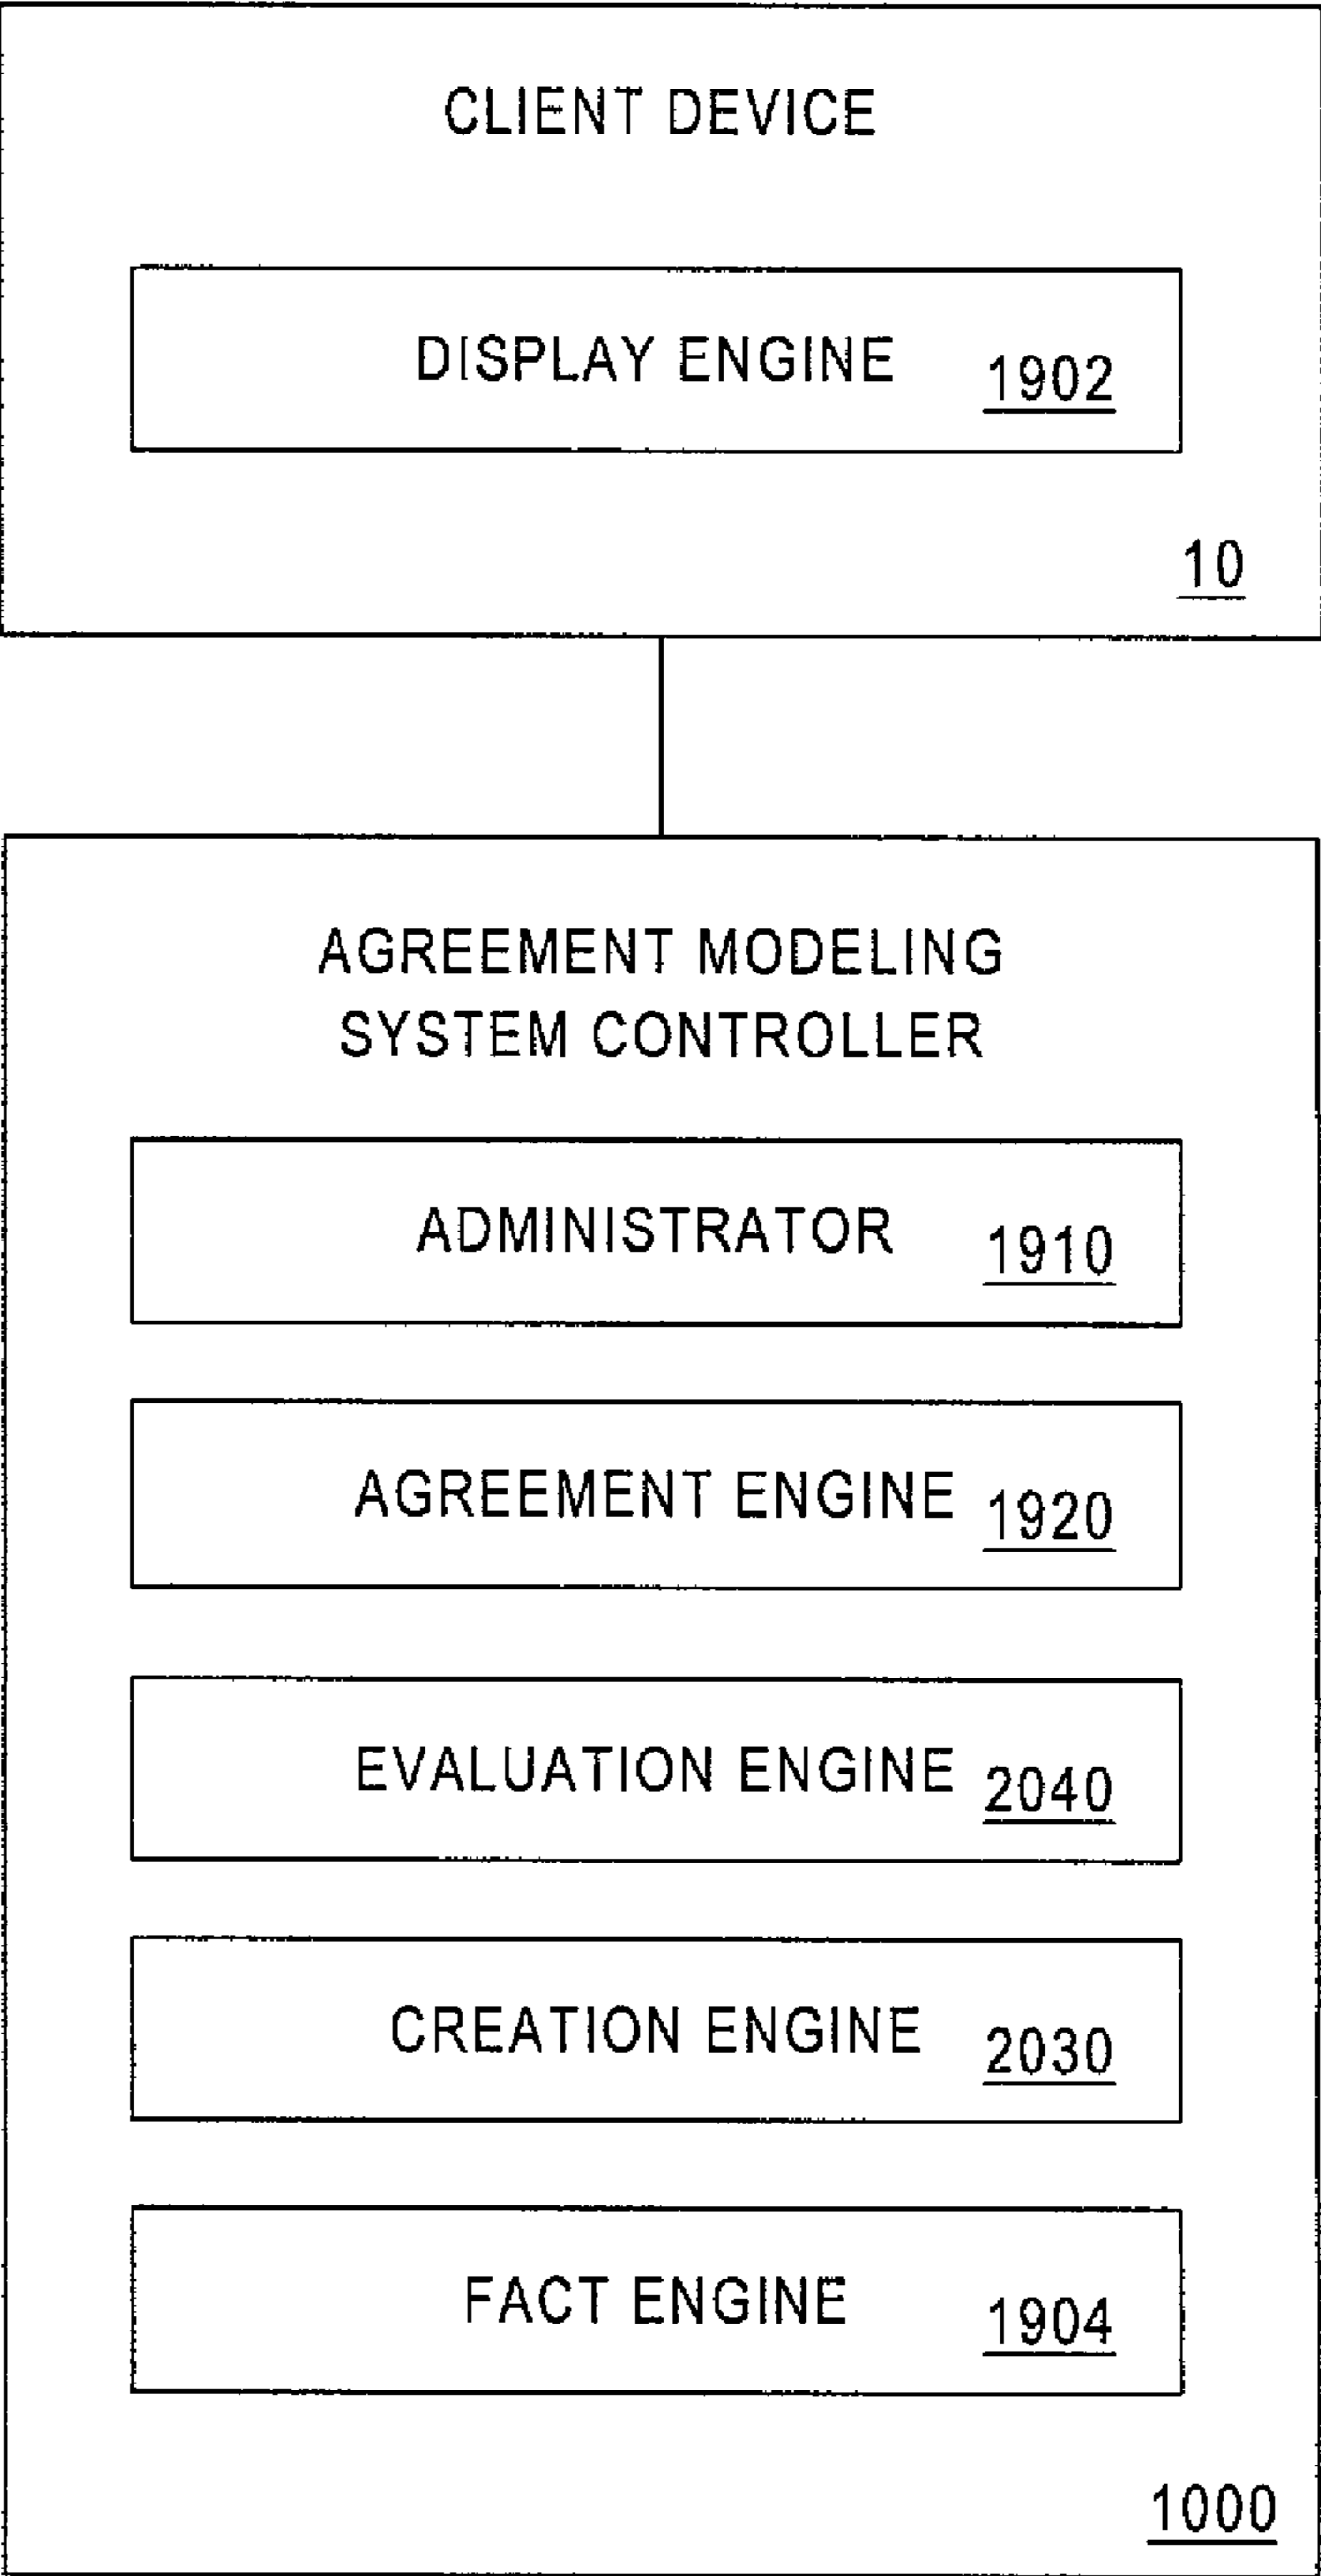 CLIENT DEVICE
DISPLAY ENGINE 1902
10
AGREEMENT MODELING
SYSTEM CONTROLLER
ADMINISTRATOR 1910
AGREEMENT ENGINE 1920
EVALUATION ENGINE 2040
CREATION ENGINE 2030
FACT ENGINE 1904
1000